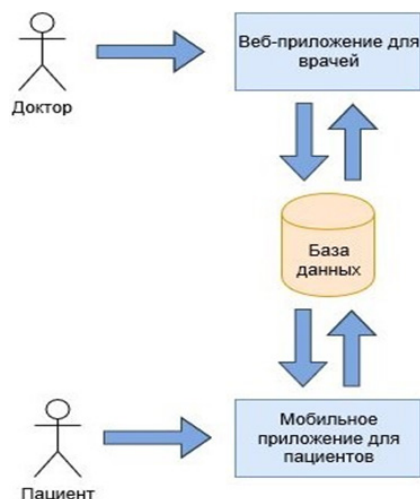 Веб-приложение для
врачей
Доктор
База
данных
Мобильное
приложение для
пациентов
Пациент